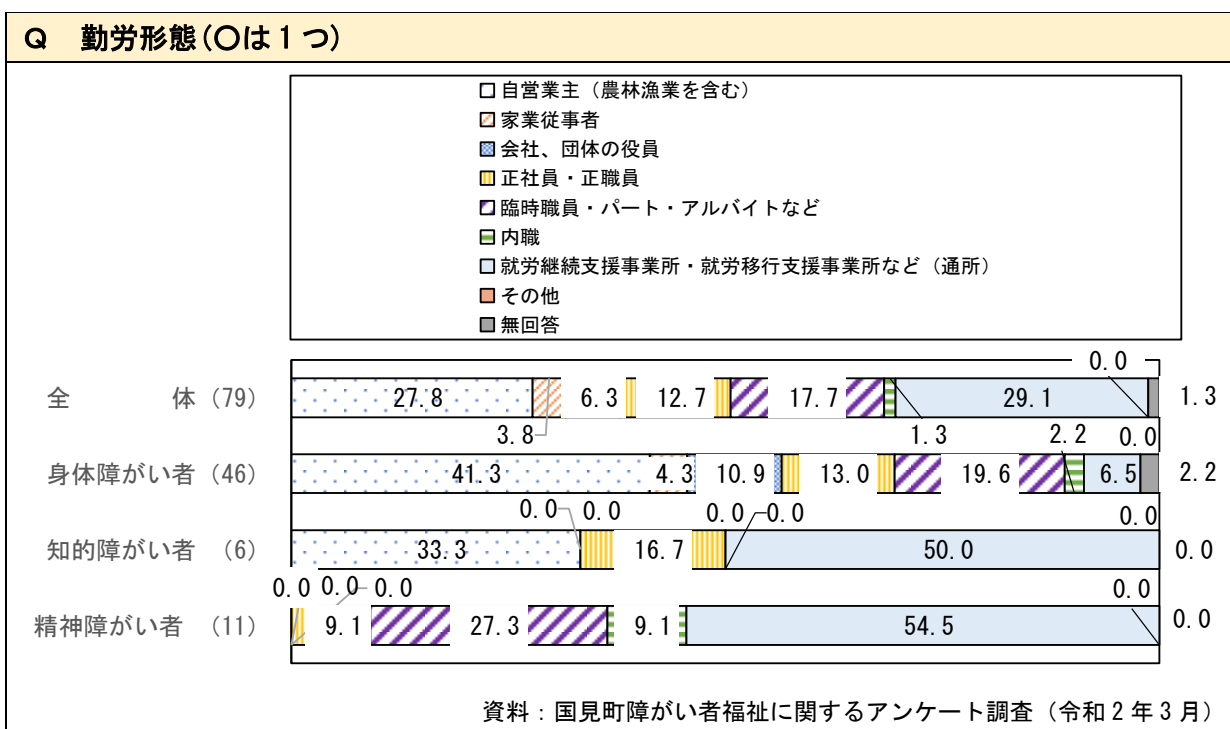 Q 勤労形態(〇は1つ)
自営業主（農林漁業を含む）
家業従事者
会社、団体の役員
正社員・正職員
臨時職員・パート・アルバイトなど
内職
就労継続支援事業所・就労移行支援事業所など（通所）
その他
無回答
0.0
全 体 (79) 27.8 6.3 12.7 17.7 29.1 1.3
3.8 1.3 2.2 0.0
身体障がい者 (46) 41.3 4.3 10.9 13.0 19.6 6.5 2.2
0.0 0.0 0.0 0.0 0.0
知的障がい者 (6) 33.3 16.7 50.0 0.0
0.0 0.0 0.0 0.0
精神障がい者 (11) 9.1 27.3 9.1 54.5 0.0
資料：国見町障がい者福祉に関するアンケート調査（令和2年3月）